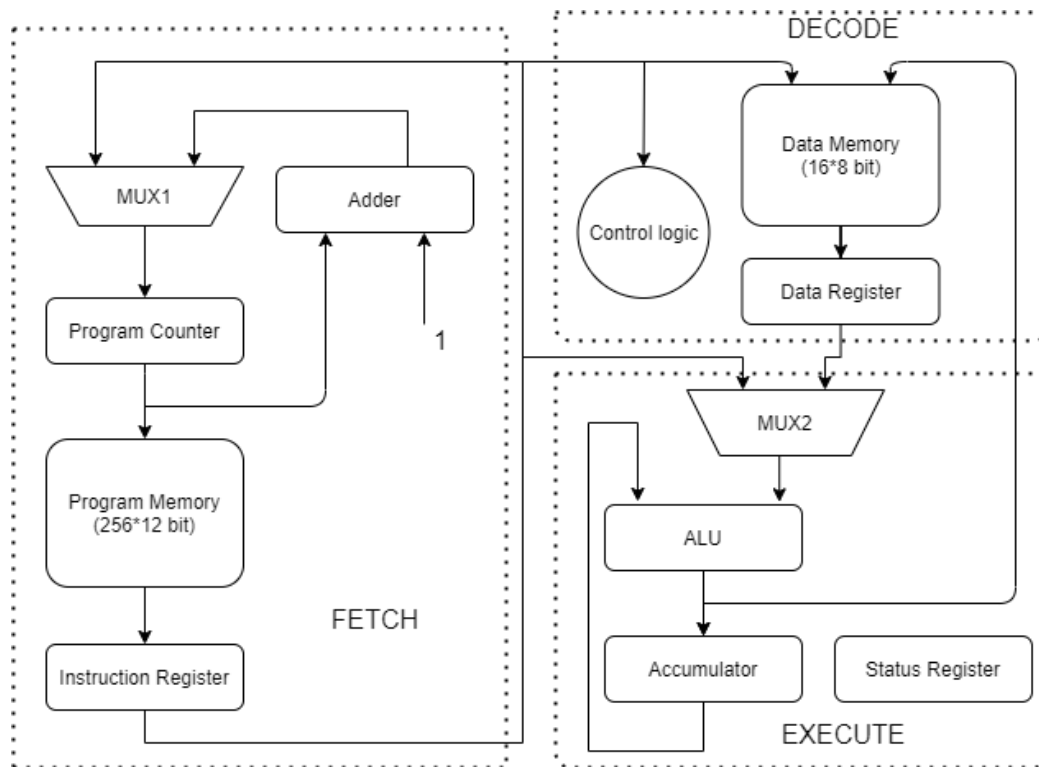 DECODE
MUX1
Adder
Data Memory
(16*8 bit)
Control logic
Data Register
Program Counter
1
MUX2
Program Memory
(256*12 bit)
ALU
FETCH
Instruction Register
Accumulator
Status Register
EXECUTE